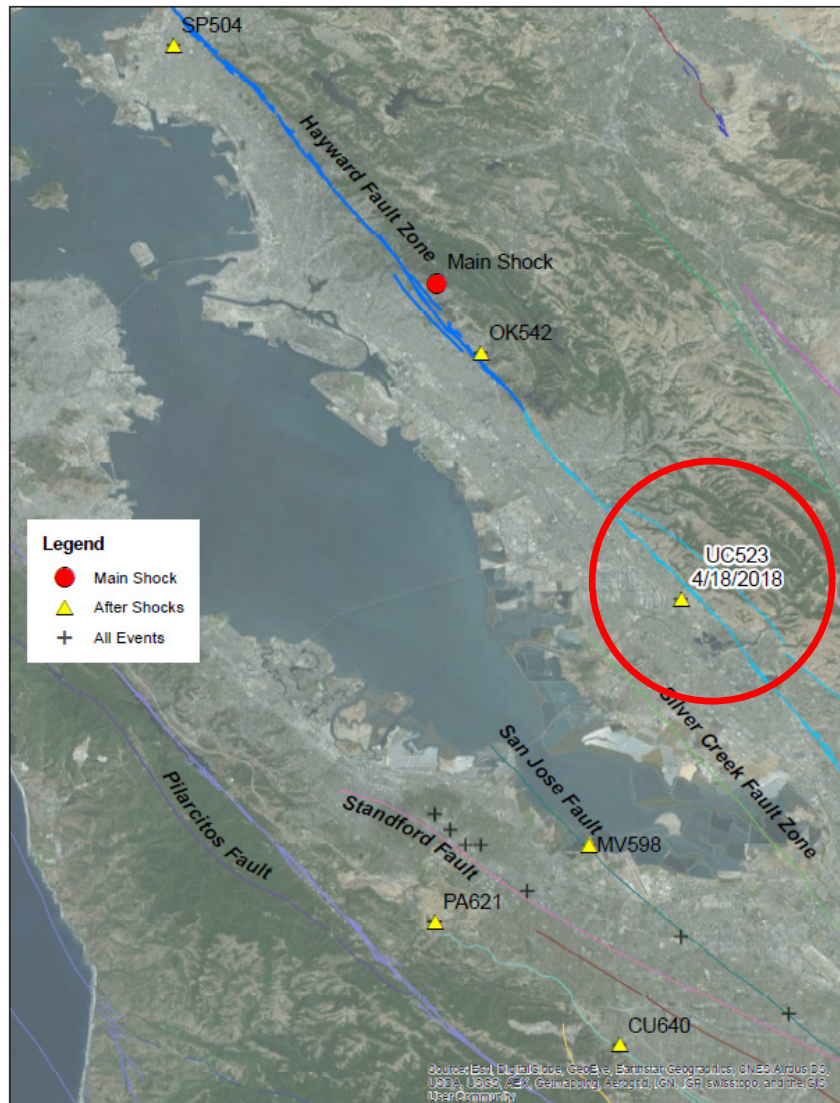 SP504
Hayward Fault Zone
Main Shock
OK542
UC523
4/18/2018
Legend
Main Shock
After Shocks
All Events
Silver Creek Fault Zone
San Jose Fault
Standford Fault
Pilarcitos Fault
MV598
PA621
CU640
Source: Esri, DigitalGlobe, GeoEye, Earthstar Geographics, CNES/Airbus DS,
USDA, USGS, AEX, Getmapping, Aerogrid, IGN, IGP, swisstopo, and the GIS
User Community